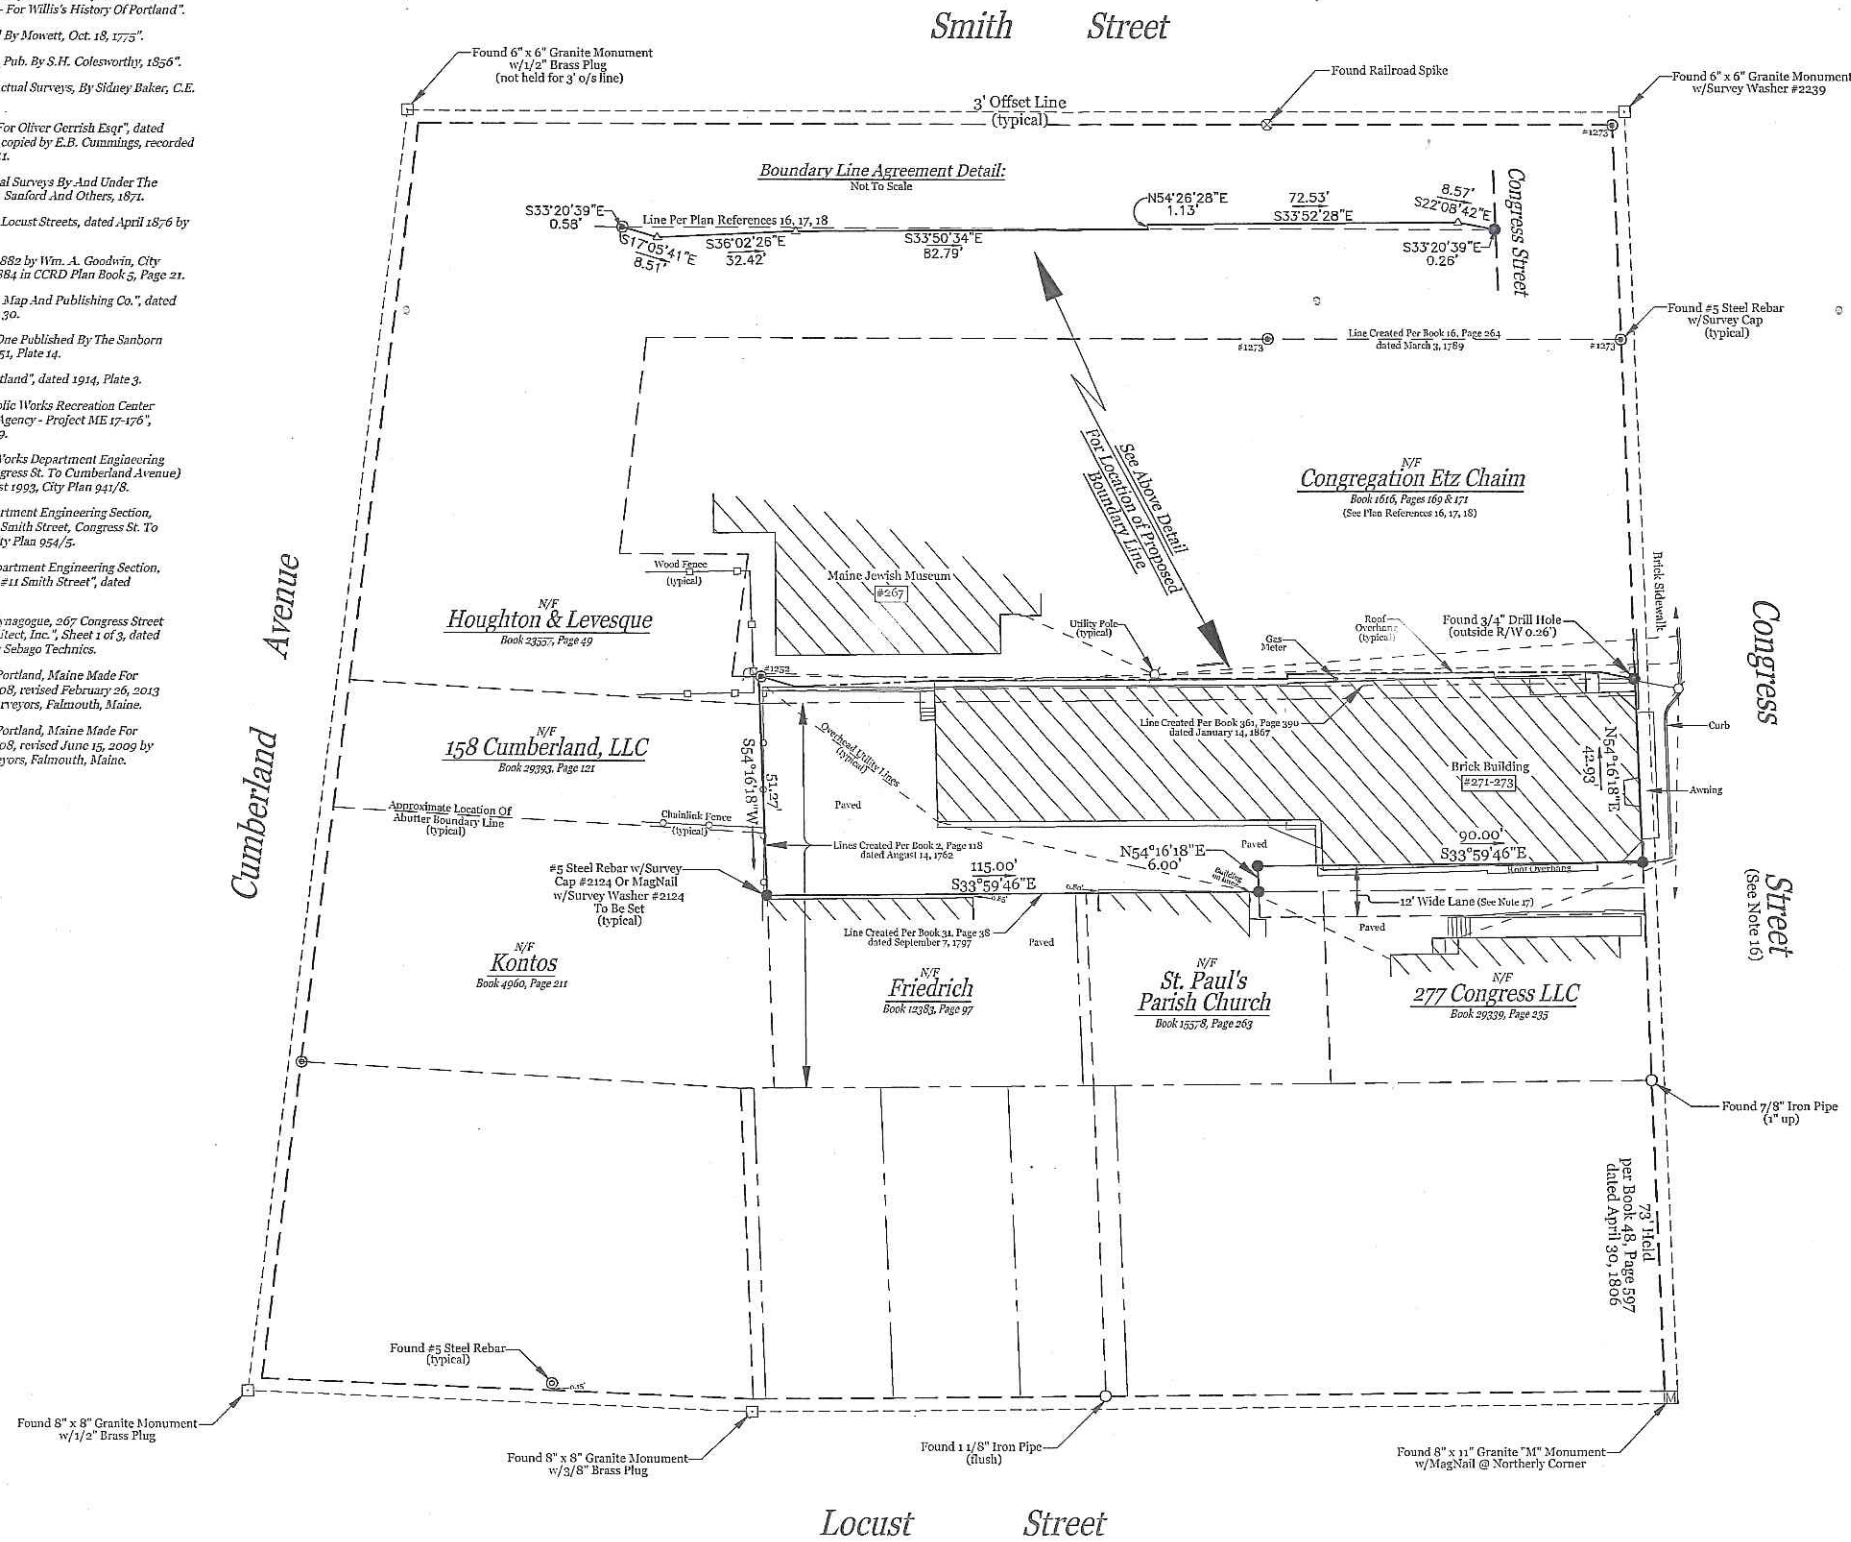 - For Willis's History Of Portland".
By Mowett, Oct. 18, 1775".
Pub. By S.H. Colesworthy, 1856".
ctual Surveys, By Sidney Baker, C.E.
For Oliver Gerrish Esqr", dated
copied by E.B. Cummings, recorded
1.
al Surveys By And Under The
Sanford And Others, 1871.
Locust Streets, dated April 1876 by
882 by Wm. A. Goodwin, City
884 in CCRD Plan Book 5, Page 21.
Map And Publishing Co.", dated
30.
One Published By The Sanborn
51, Plate 14.
tland", dated 1914, Plate 3.
blic Works Recreation Center
Agency - Project ME 17-176",
9.
Works Department Engineering
gress St. To Cumberland Avenue)
st 1993, City Plan 941/8.
rtment Engineering Section,
Smith Street, Congress St. To
ty Plan 954/5.
partment Engineering Section,
#11 Smith Street", dated
ynagogue, 267 Congress Street
itect, Inc.", Sheet 1 of 3, dated
Sebago Technics.
Portland, Maine Made For
08, revised February 26, 2013
rveyors, Falmouth, Maine.
Portland, Maine Made For
08, revised June 15, 2009 by
eyors, Falmouth, Maine.
Smith Street
Found 6" x 6" Granite Monument
w/1/2" Brass Plug
(not held for 3' o/s line)
3' Offset Line
(typical)
Found Railroad Spike
Found 6" x 6" Granite Monument
w/Survey Washer #2239
#1273
Boundary Line Agreement Detail:
Not To Scale
S33°20'39"E
0.58'
Line Per Plan References 16, 17, 18
S17°05'41"E
8.51'
S36°02'26"E
32.42'
S33°50'34"E
82.79'
N54°26'28"E
1.13'
72.53'
S33°52'28"E
8.57'
S22°08'42"E
S33°20'39"E
0.26'
Congress Street
Found #5 Steel Rebar
w/Survey Cap
(typical)
#1273
Line Created Per Book 16, Page 264
dated March 3, 1789
#1273
See Above Detail
For Location of Proposed
Boundary Line
N/F
Congregation Etz Chaim
Book 1616, Pages 169 & 171
(See Plan References 16, 17, 18)
Wood Fence
(typical)
Maine Jewish Museum
#267
N/F
Houghton & Levesque
Book 23557, Page 49
Utility Pole
(typical)
Gas
Meter
Roof
Overhang
(typical)
Found 3/4" Drill Hole
(outside R/W 0.26')
Brick Sidewalk
#1252
Cumberland Avenue
Congress Street
(See Note 16)
N/F
158 Cumberland, LLC
Book 29393, Page 121
S54°16'18"W
51.27'
Overhead Utility Lines
(typical)
Paved
Line Created Per Book 361, Page 390
dated January 14, 1867
Brick Building
#271-273
N54°16'18"E
42.93'
Curb
Awning
Approximate Location Of
Abutter Boundary Line
(typical)
Chainlink Fence
(typical)
Lines Created Per Book 2, Page 118
dated August 14, 1762
115.00'
S33°59'46"E
N54°16'18"E
6.00'
Paved
90.00'
S33°59'46"E
Roof Overhang
Building
on line
#5 Steel Rebar w/Survey
Cap #2124 Or MagNail
w/Survey Washer #2124
To Be Set
(typical)
12' Wide Lane (See Note 17)
Paved
Line Created Per Book 31, Page 38
dated September 7, 1797
Paved
N/F
Kontos
Book 4960, Page 211
N/F
Friedrich
Book 12383, Page 97
N/F
St. Paul's
Parish Church
Book 15578, Page 263
N/F
277 Congress LLC
Book 29339, Page 235
Found 7/8" Iron Pipe
(1" up)
73' Held
per Book 48, Page 597
dated April 30, 1806
Found #5 Steel Rebar
(typical)
0.15'
Found 8" x 8" Granite Monument
w/1/2" Brass Plug
Found 8" x 8" Granite Monument
w/3/8" Brass Plug
Found 1 1/8" Iron Pipe
(flush)
Found 8" x 11" Granite "M" Monument
w/MagNail @ Northerly Corner
M
Locust Street